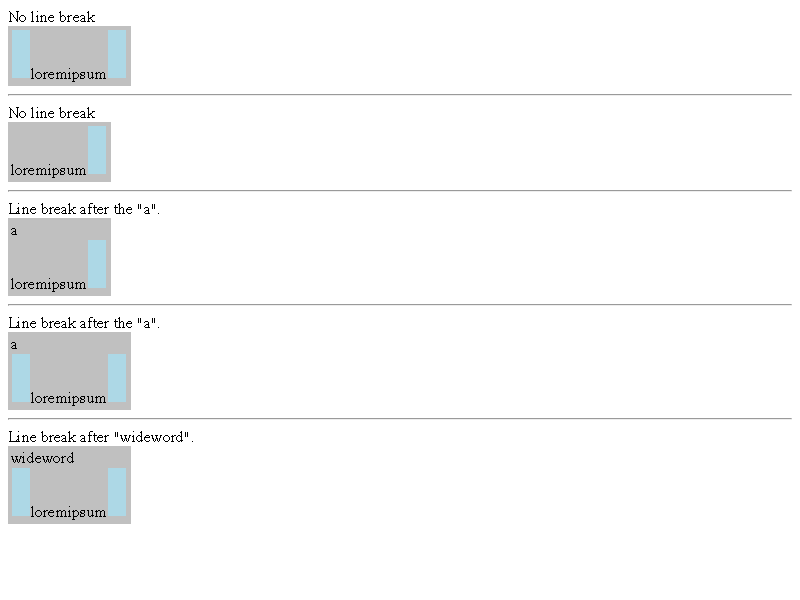 No line break
loremipsum
No line break
loremipsum
Line break after the "a".
a
loremipsum
Line break after the "a".
a
loremipsum
Line break after "wideword".
wideword
loremipsum